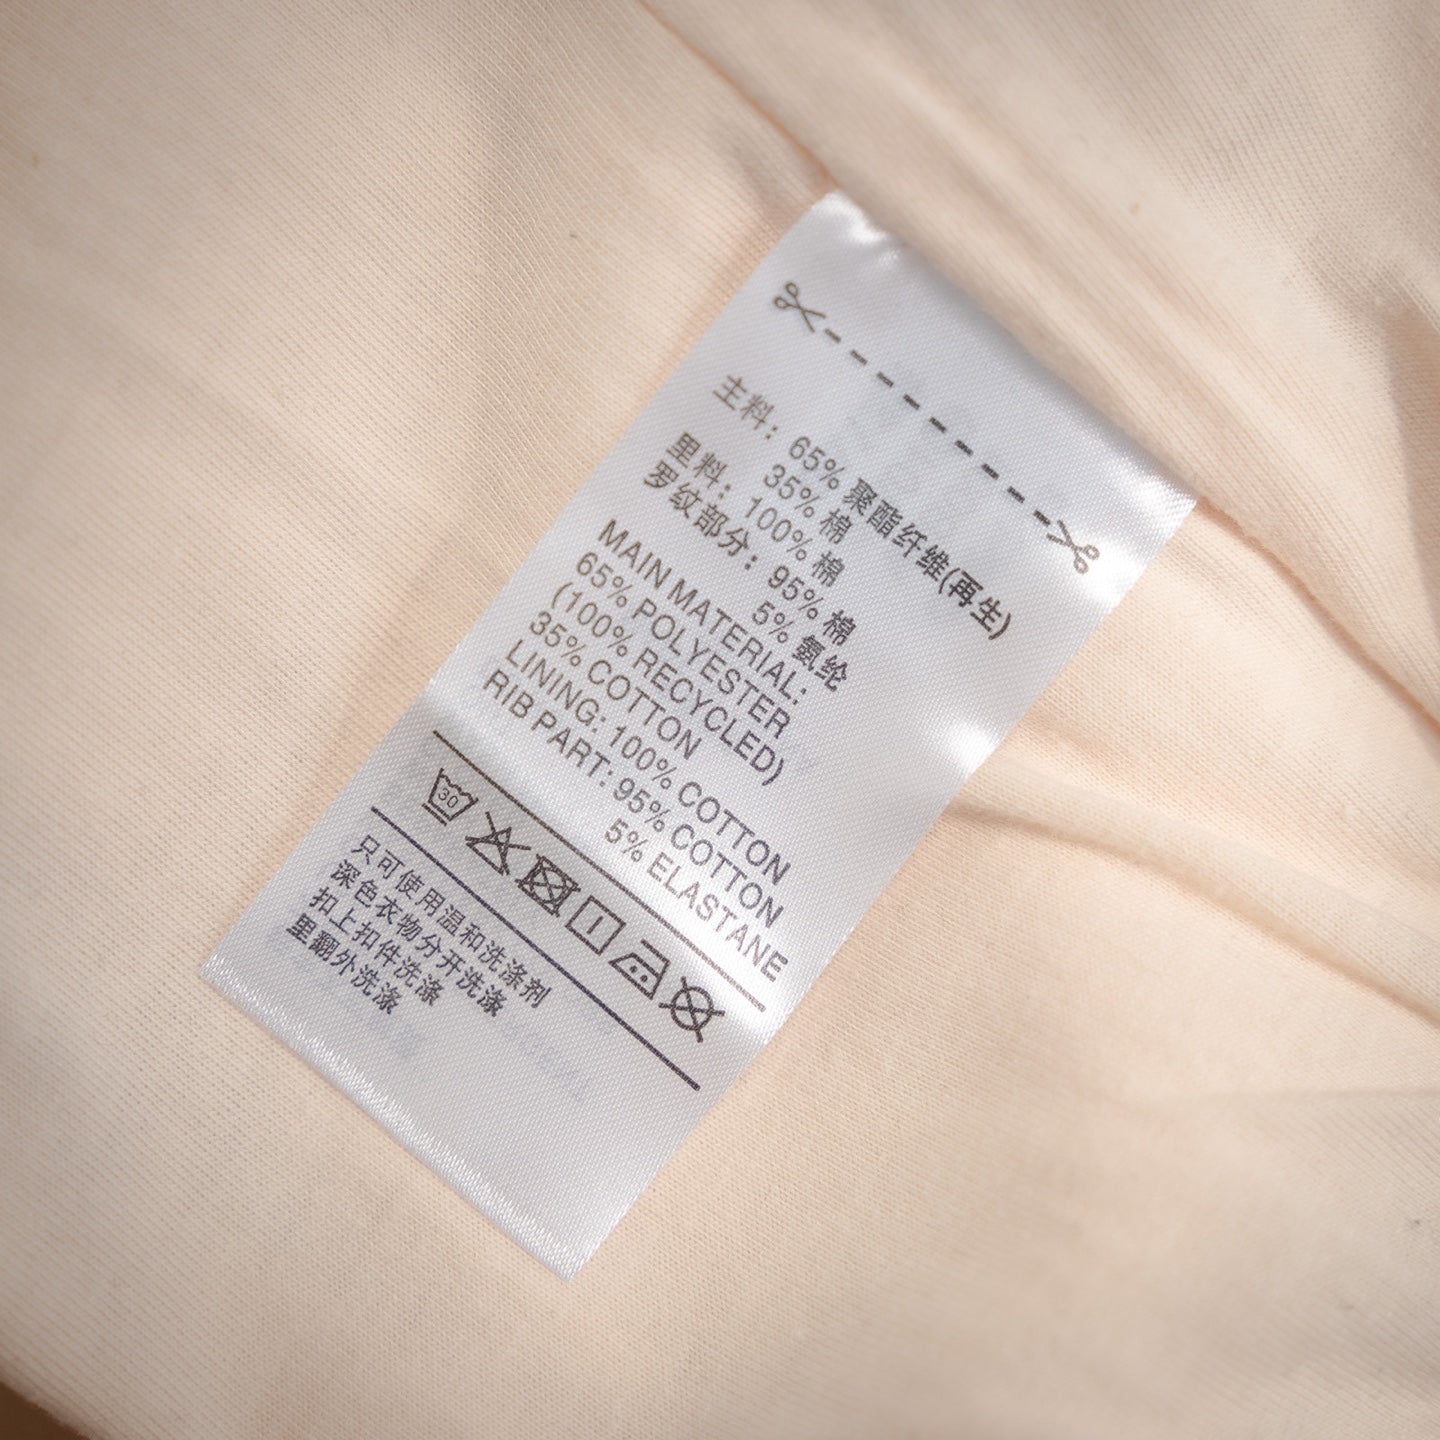 主料: 65% 聚酯纤维(再生)
35% 棉
里料: 100% 棉
罗纹部分: 95% 棉
5% 氨纶
MAIN MATERIAL:
65% POLYESTER
(100% RECYCLED)
35% COTTON
LINING: 100% COTTON
RIB PART: 95% COTTON
5% ELASTANE
30
只可使用温和洗涤剂
深色衣物分开洗涤
扣上扣件洗涤
里翻外洗涤